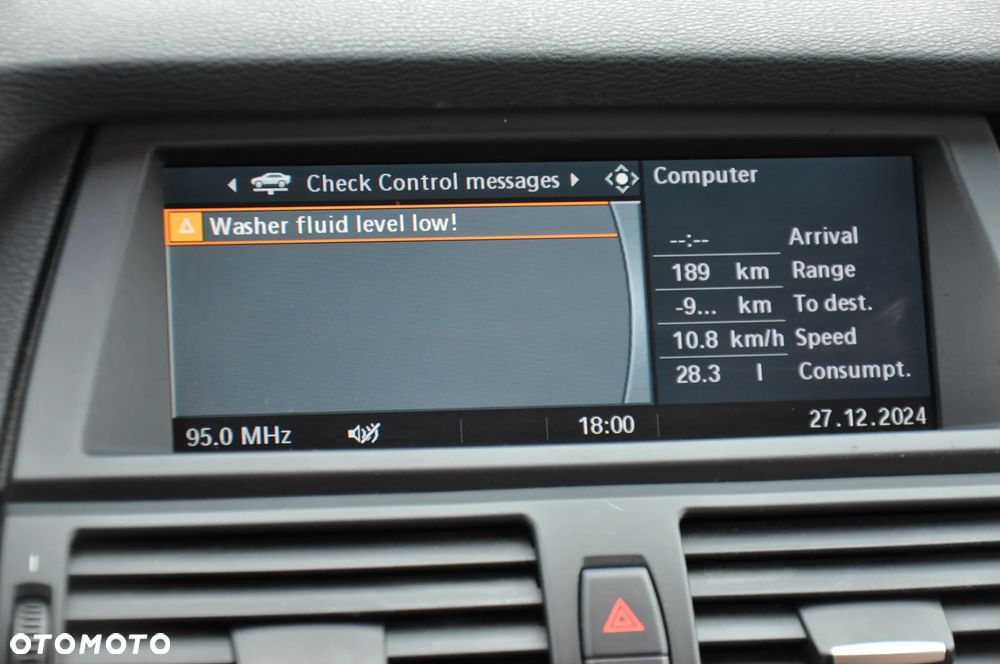 Check Control messages
Washer fluid level low!
Computer
--:-- Arrival
189 km Range
-9... km To dest.
10.8 km/h Speed
28.3 l Consumpt.
95.0 MHz 18:00 27.12.2024
OTOMOTO